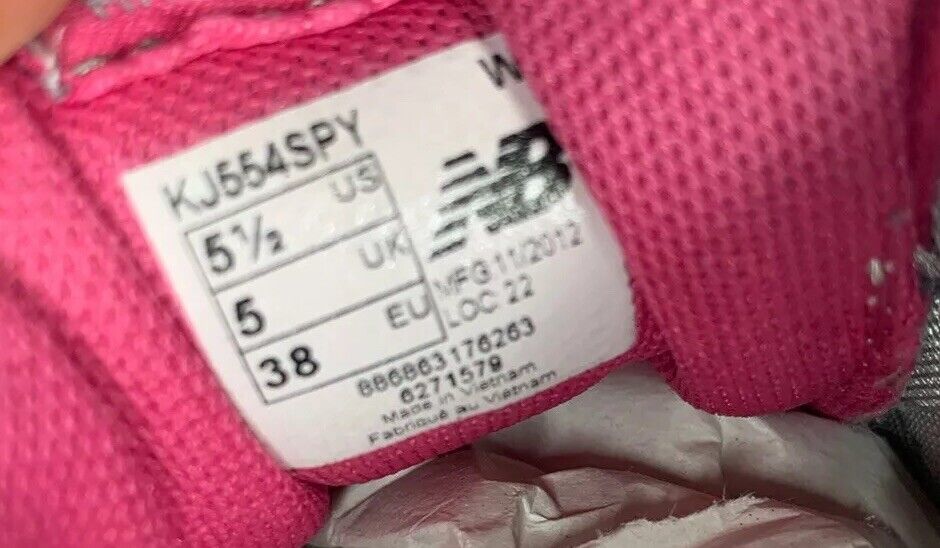 KJ554SPY W
5½ US
5 UK
38 EU
NB
MFG 11/2012
LOC 22
886863176263
6271579
Made in Vietnam
Fabriqué au Vietnam